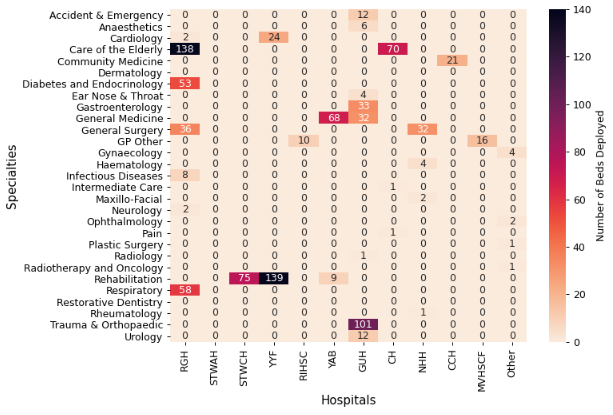 Accident & Emergency 0 0 0 0 0 0 12 0 0 0 0 0
Anaesthetics 0 0 0 0 0 0 6 0 0 0 0 0
Cardiology 2 0 0 24 0 0 0 0 0 0 0 0
Care of the Elderly 138 0 0 0 0 0 0 70 0 0 0 0
Community Medicine 0 0 0 0 0 0 0 0 0 21 0 0
Dermatology 0 0 0 0 0 0 0 0 0 0 0 0
Diabetes and Endocrinology 53 0 0 0 0 0 0 0 0 0 0 0
Ear Nose & Throat 0 0 0 0 0 0 4 0 0 0 0 0
Gastroenterology 0 0 0 0 0 0 33 0 0 0 0 0
General Medicine 0 0 0 0 0 68 32 0 0 0 0 0
General Surgery 36 0 0 0 0 0 0 0 32 0 0 0
GP Other 0 0 0 0 10 0 0 0 0 0 16 0
Gynaecology 0 0 0 0 0 0 0 0 0 0 0 4
Haematology 0 0 0 0 0 0 0 0 4 0 0 0
Infectious Diseases 8 0 0 0 0 0 0 0 0 0 0 0
Intermediate Care 0 0 0 0 0 0 0 1 0 0 0 0
Maxillo-Facial 0 0 0 0 0 0 0 0 2 0 0 0
Neurology 2 0 0 0 0 0 0 0 0 0 0 0
Ophthalmology 0 0 0 0 0 0 0 0 0 0 0 2
Pain 0 0 0 0 0 0 0 1 0 0 0 0
Plastic Surgery 0 0 0 0 0 0 0 0 0 0 0 1
Radiology 0 0 0 0 0 0 1 0 0 0 0 0
Radiotherapy and Oncology 0 0 0 0 0 0 0 0 0 0 0 1
Rehabilitation 0 0 75 139 0 9 0 0 0 0 0 0
Respiratory 58 0 0 0 0 0 0 0 0 0 0 0
Restorative Dentistry 0 0 0 0 0 0 0 0 0 0 0 0
Rheumatology 0 0 0 0 0 0 0 0 1 0 0 0
Trauma & Orthopaedic 0 0 0 0 0 0 101 0 0 0 0 0
Urology 0 0 0 0 0 0 12 0 0 0 0 0
RGH STWAH STWCH YYF RIHSC YAB GUH CH NHH CCH MVHSCF Other
Hospitals
Specialties
140
120
100
80
60
40
20
0
Number of Beds Deployed